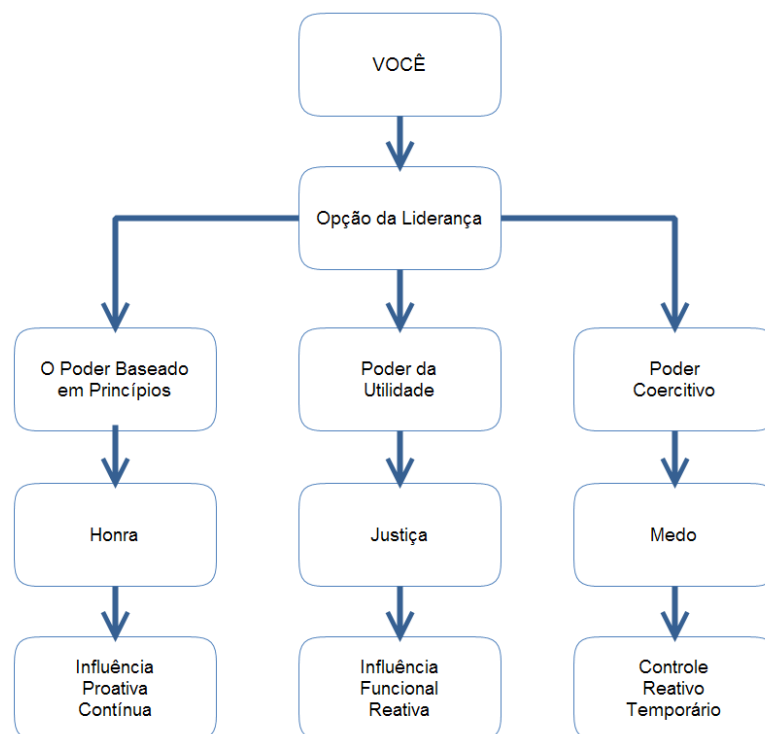 VOCÊ
Opção da Liderança
O Poder Baseado
em Princípios
Poder da
Utilidade
Poder
Coercitivo
Honra
Justiça
Medo
Influência
Proativa
Contínua
Influência
Funcional
Reativa
Controle
Reativo
Temporário